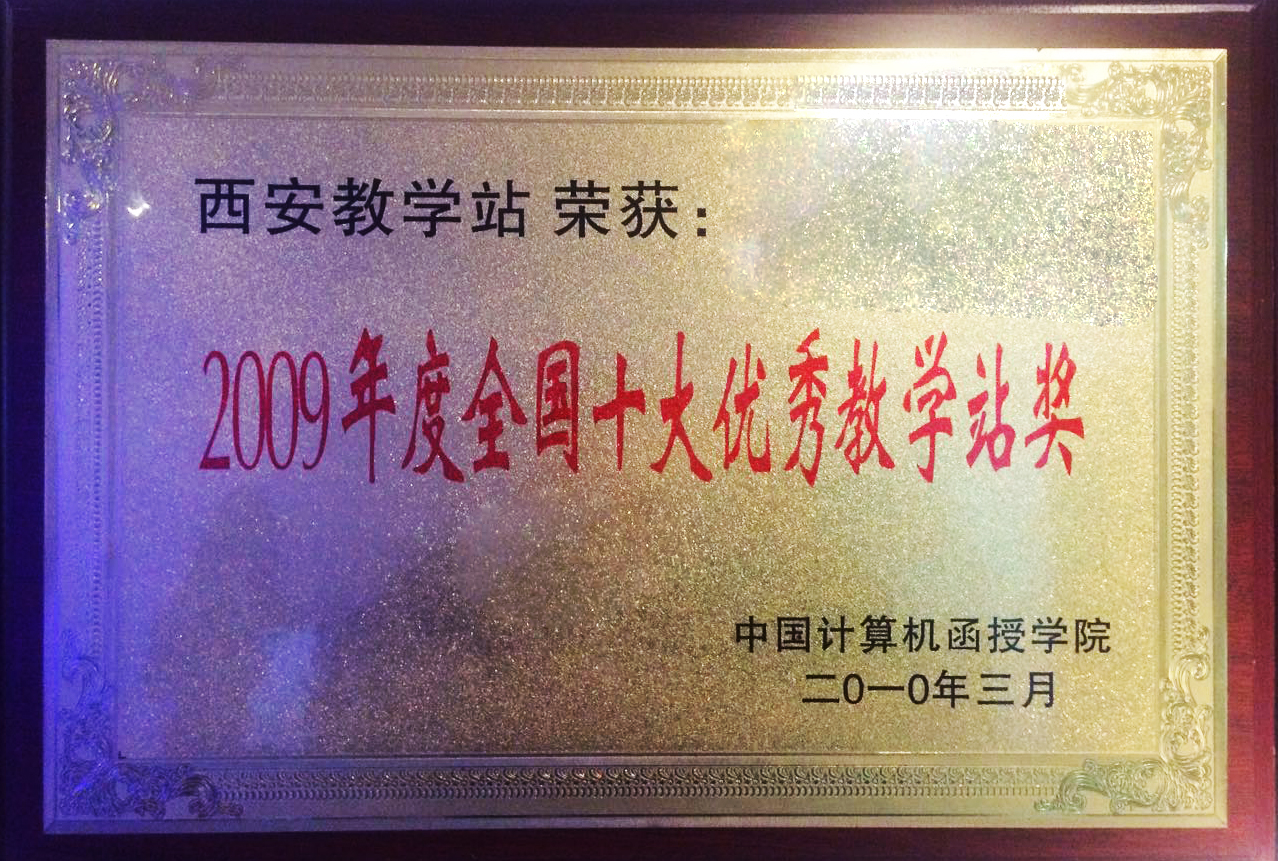 西安教学站 荣获：
2009年度全国十大优秀教学站奖
中国计算机函授学院
二0一0年三月